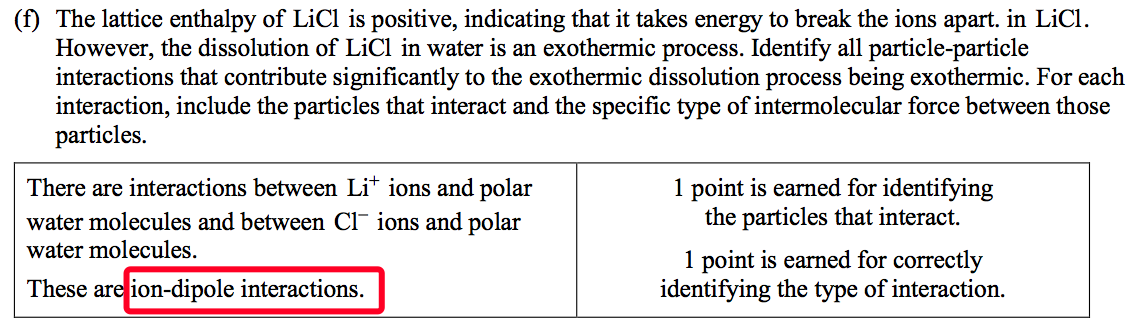 (f) The lattice enthalpy of LiCl is positive, indicating that it takes energy to break the ions apart. in LiCl.
However, the dissolution of LiCl in water is an exothermic process. Identify all particle-particle
interactions that contribute significantly to the exothermic dissolution process being exothermic. For each
interaction, include the particles that interact and the specific type of intermolecular force between those
particles.
There are interactions between Li⁺ ions and polar
water molecules and between Cl⁻ ions and polar
water molecules.
These are ion-dipole interactions.
1 point is earned for identifying
the particles that interact.
1 point is earned for correctly
identifying the type of interaction.